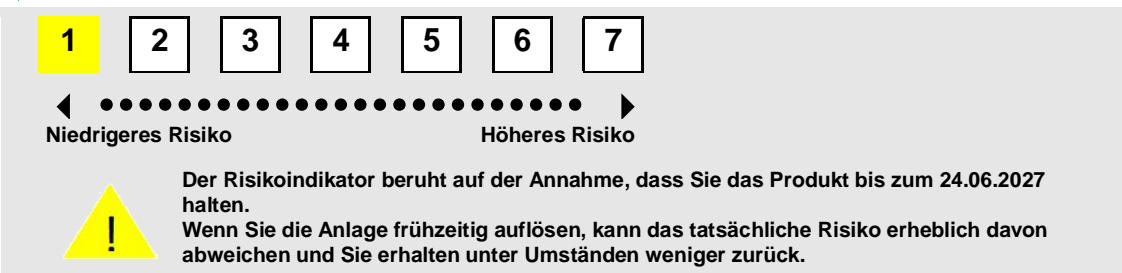 1 2 3 4 5 6 7
Niedrigeres Risiko Höheres Risiko
Der Risikoindikator beruht auf der Annahme, dass Sie das Produkt bis zum 24.06.2027
halten.
! Wenn Sie die Anlage frühzeitig auflösen, kann das tatsächliche Risiko erheblich davon
abweichen und Sie erhalten unter Umständen weniger zurück.